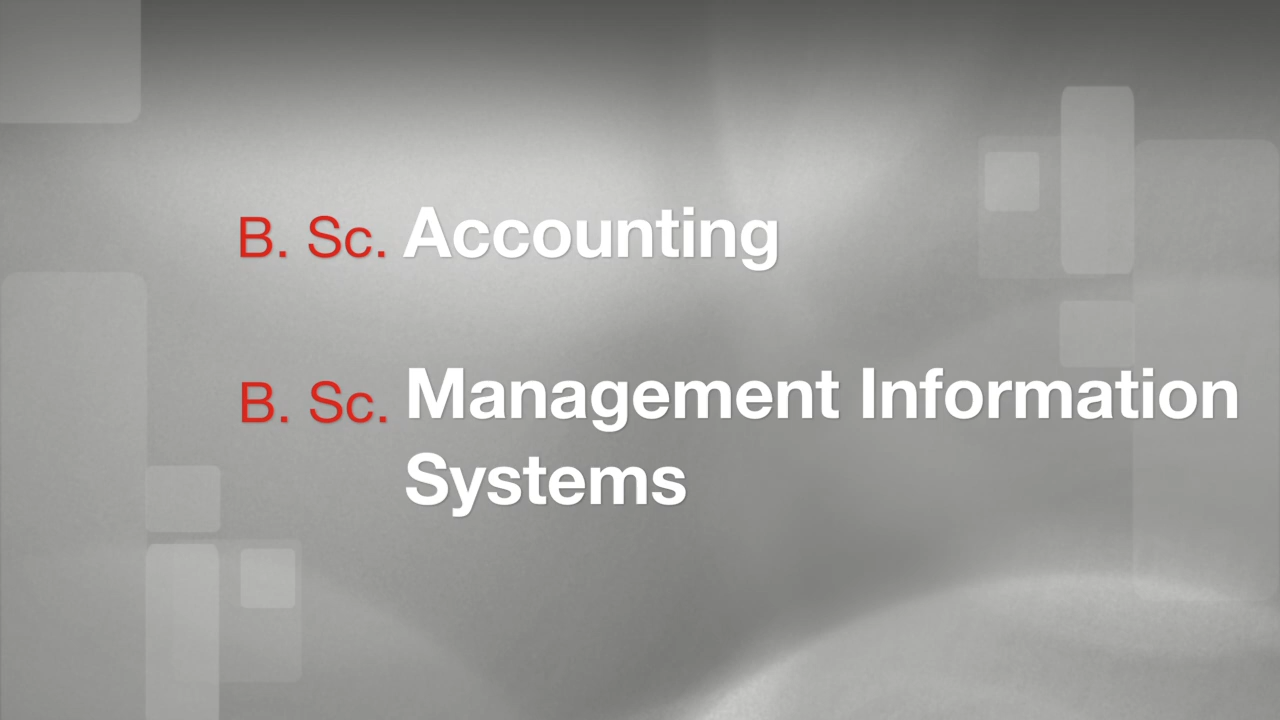 B. Sc. Accounting
B. Sc. Management Information
Systems